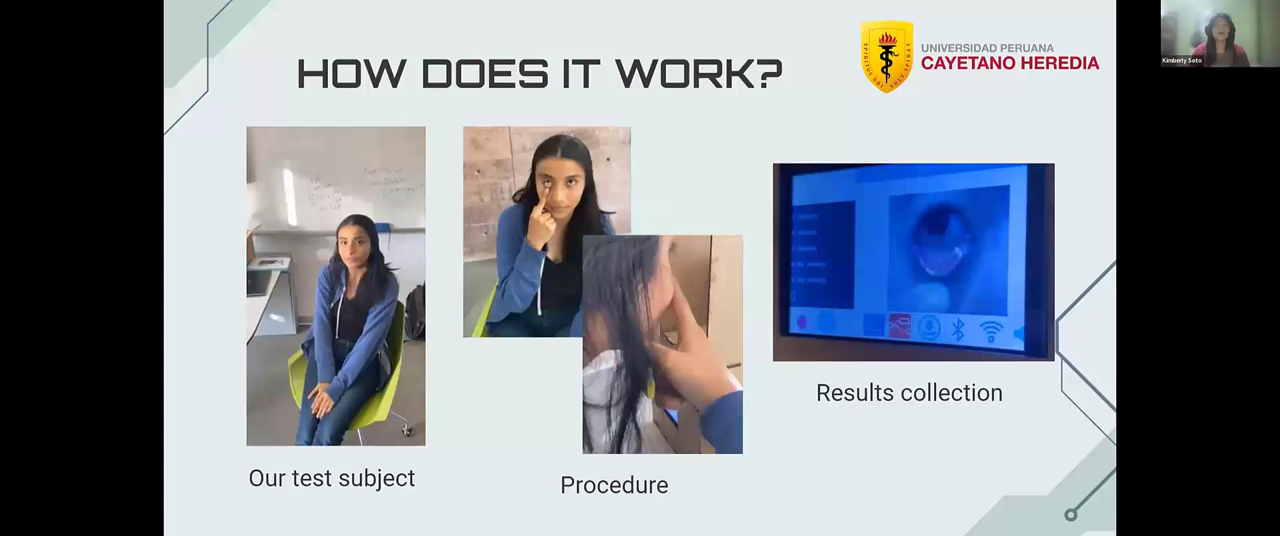 HOW DOES IT WORK?
UNIVERSIDAD PERUANA
CAYETANO HEREDIA
Kimberly Soto
Our test subject
Procedure
Results collection